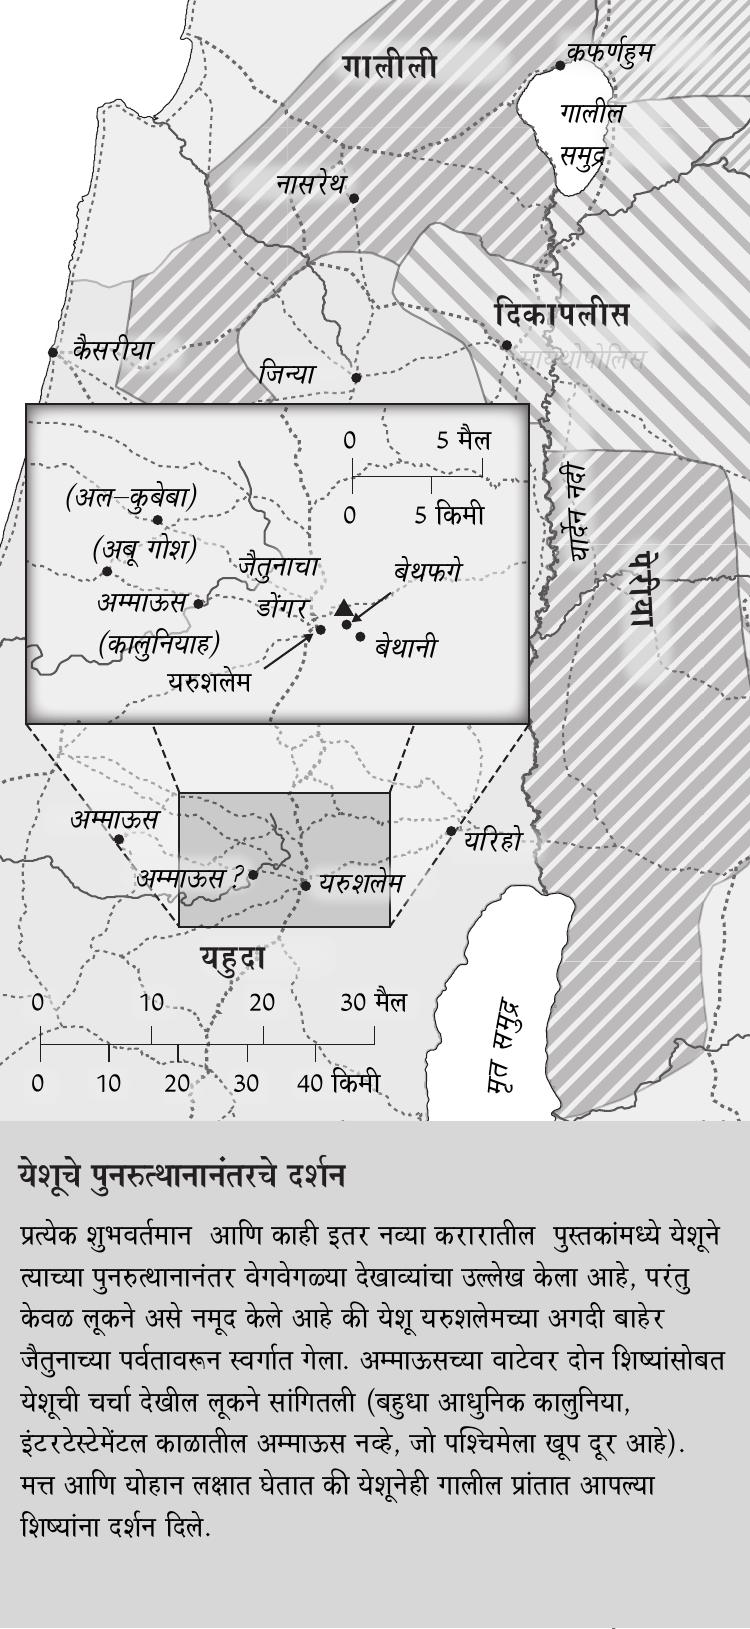 गालीली
कफर्णहुम
गालील
समुद्र
नासरेथ
दिकापलीस
कैसरीया
जिन्या
सायथोपोलिस
0 5 मैल
0 5 किमी
(अल-कुबेबा)
(अबू गोश)
जैतुनाचा
डोंगर
बेथफगे
अम्माऊस
(कालुनियाह)
बेथानी
यरुशलेम
यार्देन नदी
पेरीया
अम्माऊस
यरिहो
अम्माऊस ?
यरुशलेम
यहुदा
0 10 20 30 मैल
0 10 20 30 40 किमी
मृत समुद्र
येशूचे पुनरुत्थानानंतरचे दर्शन
प्रत्येक शुभवर्तमान आणि काही इतर नव्या करारातील पुस्तकांमध्ये येशूने
त्याच्या पुनरुत्थानानंतर वेगवेगळ्या देखाव्यांचा उल्लेख केला आहे, परंतु
केवळ लूकने असे नमूद केले आहे की येशू यरुशलेमच्या अगदी बाहेर
जैतुनाच्या पर्वतावरून स्वर्गात गेला. अम्माऊसच्या वाटेवर दोन शिष्यांसोबत
येशूची चर्चा देखील लूकने सांगितली (बहुधा आधुनिक कालुनिया,
इंटरटेस्टेमेंटल काळातील अम्माऊस नव्हे, जो पश्चिमेला खूप दूर आहे).
मत्त आणि योहान लक्षात घेतात की येशूनेही गालील प्रांतात आपल्या
शिष्यांना दर्शन दिले.